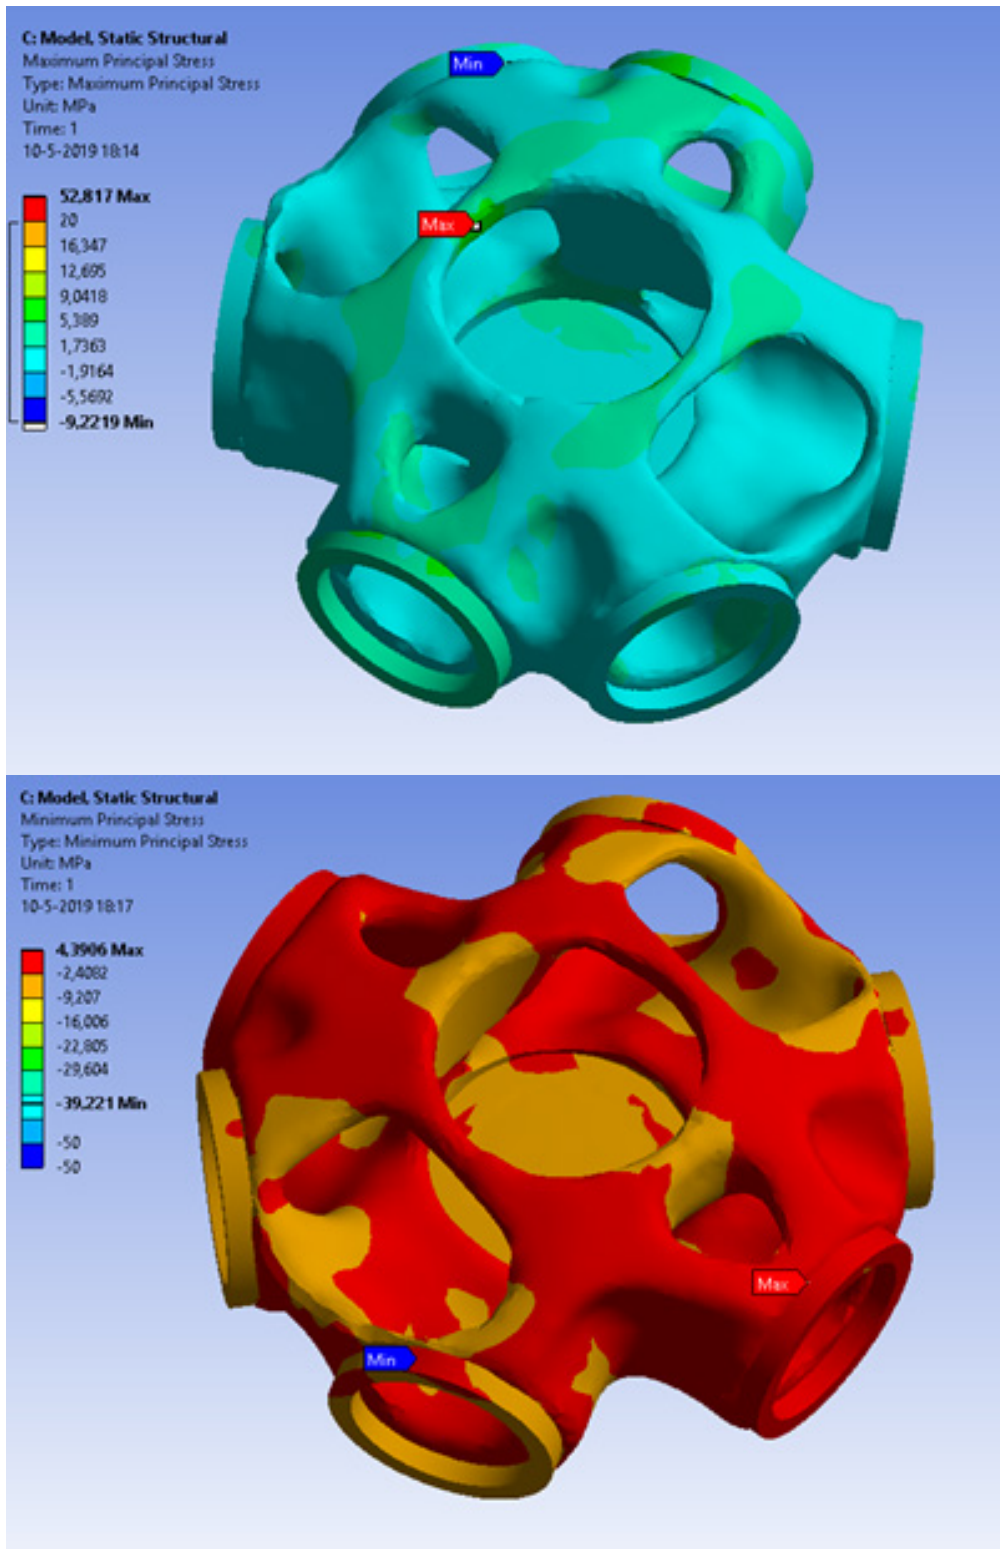 C: Model, Static Structural
Maximum Principal Stress
Type: Maximum Principal Stress
Unit: MPa
Time: 1
10-5-2019 18:14
Min
52,817 Max
20
16,347
12,695
9,0418
5,389
1,7363
-1,9164
-5,5692
-9,2219 Min
Max
C: Model, Static Structural
Minimum Principal Stress
Type: Minimum Principal Stress
Unit: MPa
Time: 1
10-5-2019 18:17
4,3906 Max
-2,4082
-9,207
-16,006
-22,805
-29,604
-39,221 Min
-50
-50
Max
Min